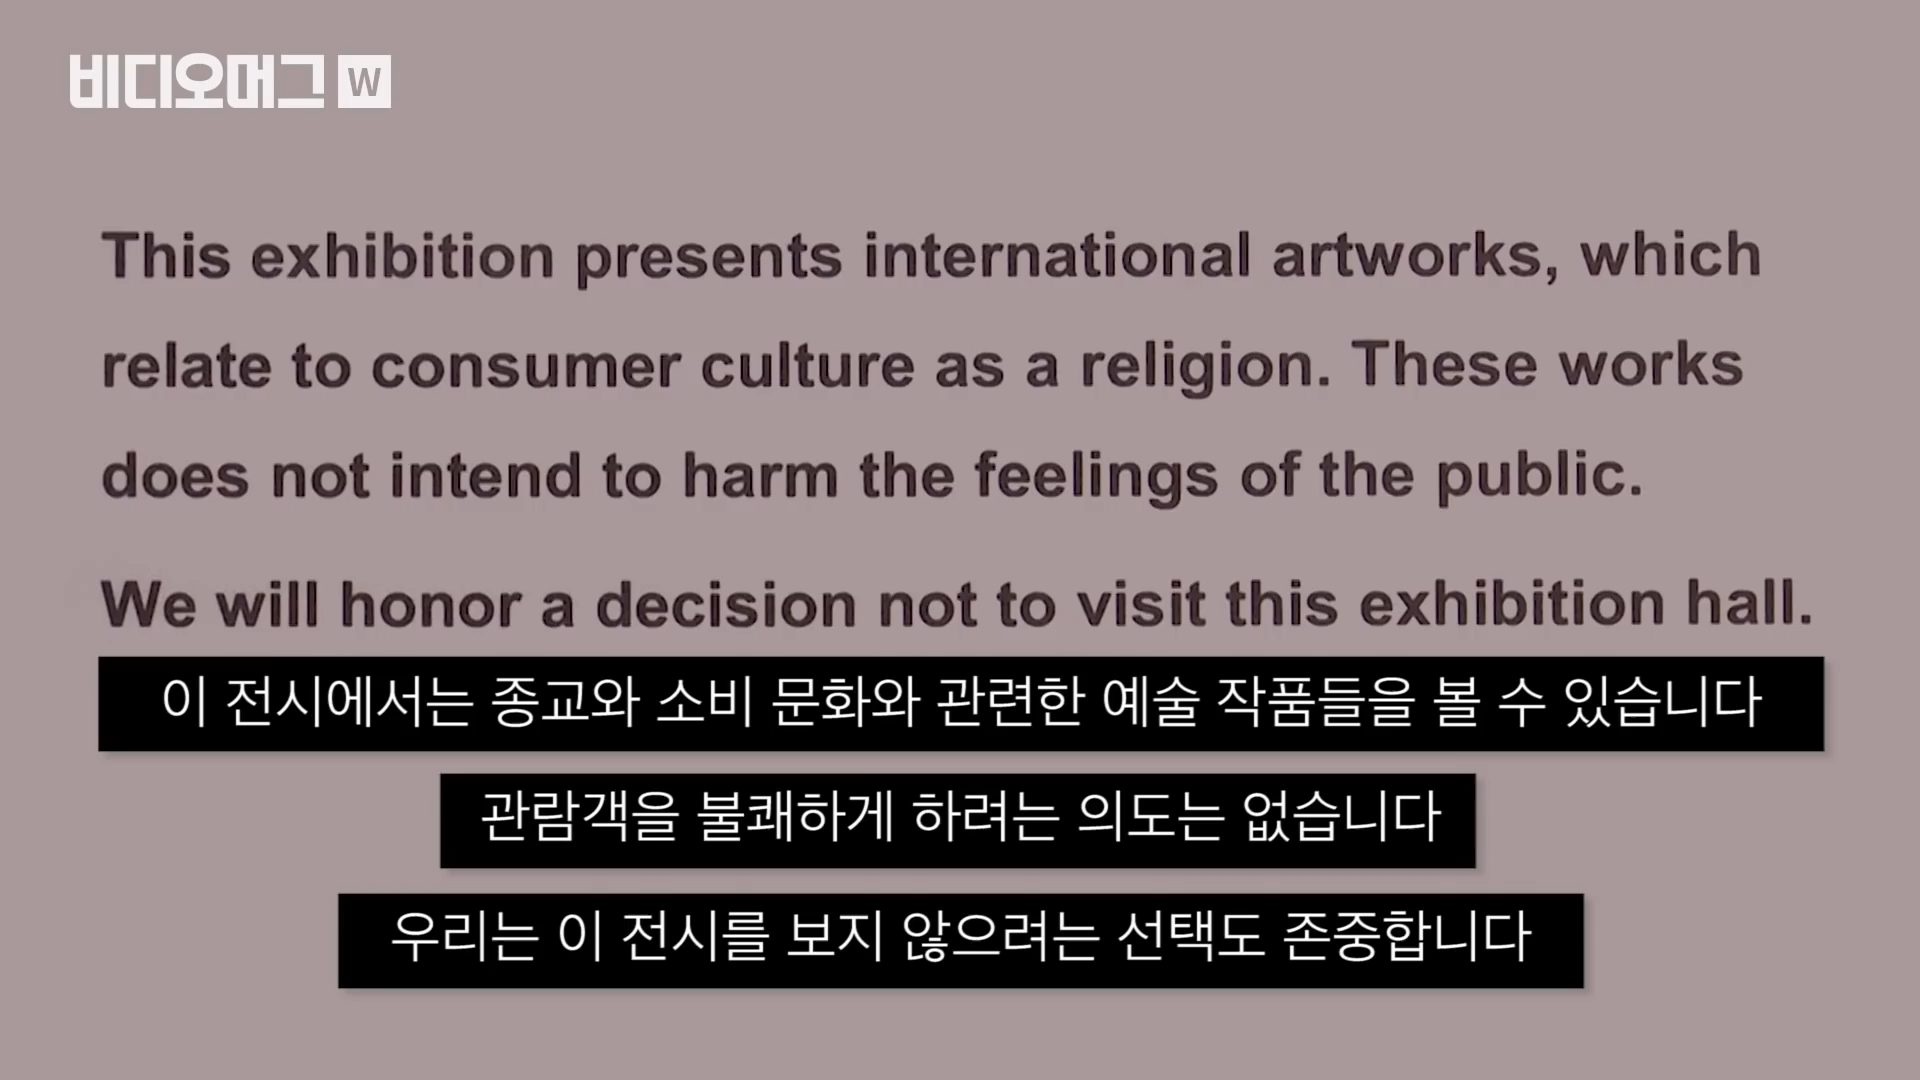 비디오머그 W
This exhibition presents international artworks, which
relate to consumer culture as a religion. These works
does not intend to harm the feelings of the public.
We will honor a decision not to visit this exhibition hall.
이 전시에서는 종교와 소비 문화와 관련한 예술 작품들을 볼 수 있습니다
관람객을 불쾌하게 하려는 의도는 없습니다
우리는 이 전시를 보지 않으려는 선택도 존중합니다